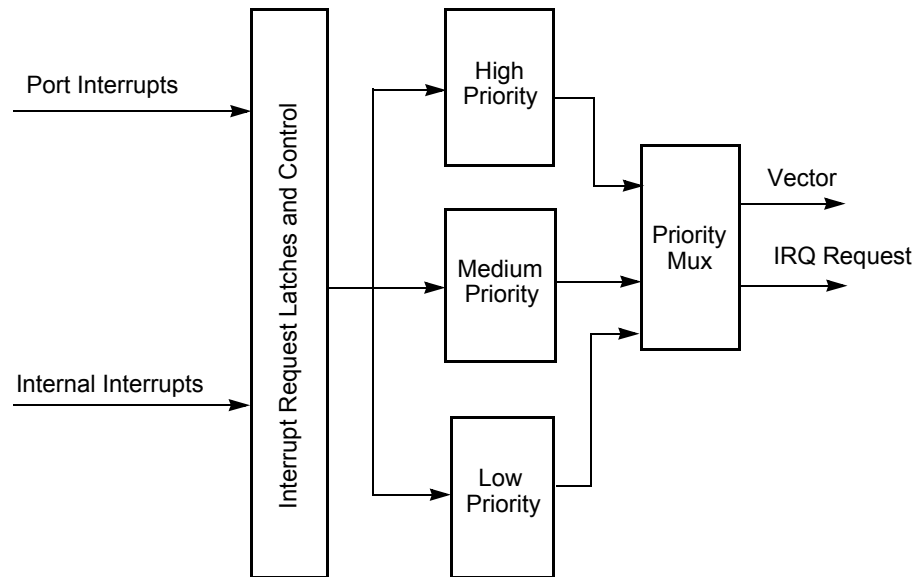 Port Interrupts
Internal Interrupts
Interrupt Request Latches and Control
High
Priority
Medium
Priority
Low
Priority
Priority
Mux
Vector
IRQ Request